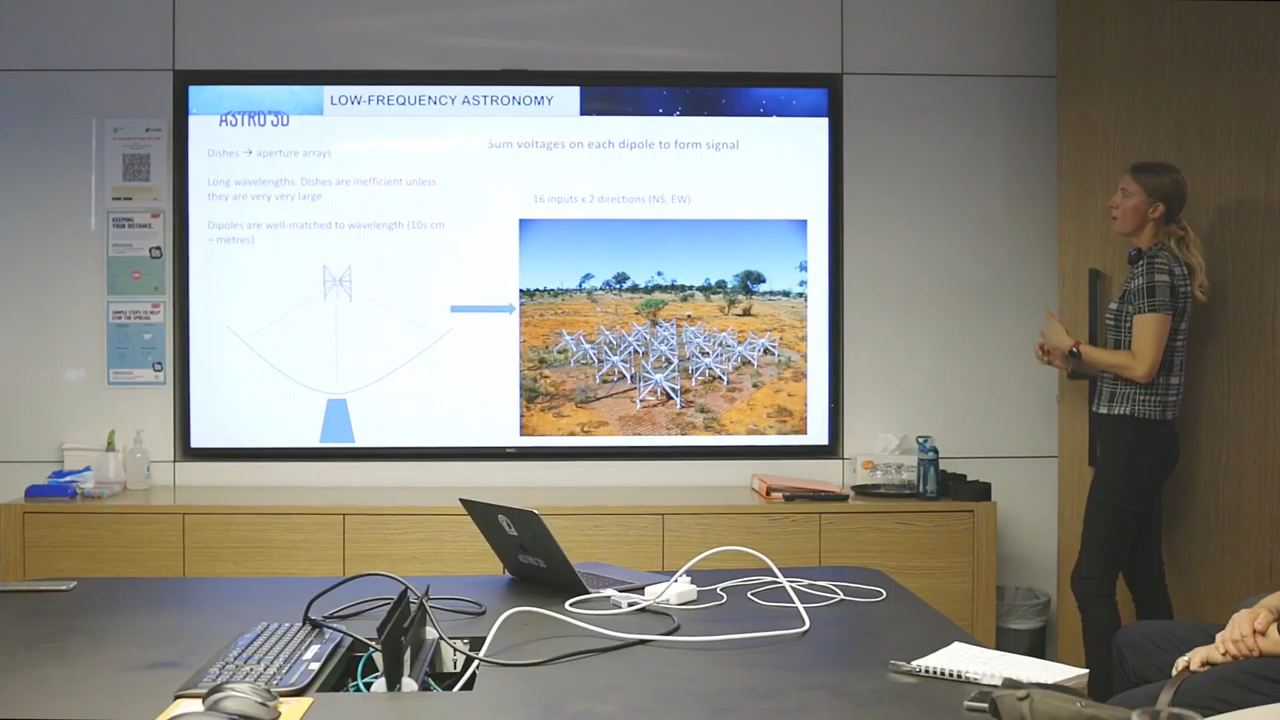 LOW-FREQUENCY ASTRONOMY
ASTRO 3D
Dishes → aperture arrays
Long wavelengths: Dishes are inefficient unless
they are very very large
Dipoles are well-matched to wavelength (10s cm
– metres)
Sum voltages on each dipole to form signal
16 inputs x 2 directions (NS, EW)
KEEPING
YOUR DISTANCE.
SIMPLE STEPS TO HELP
STOP THE SPREAD.
ASTRO 3D